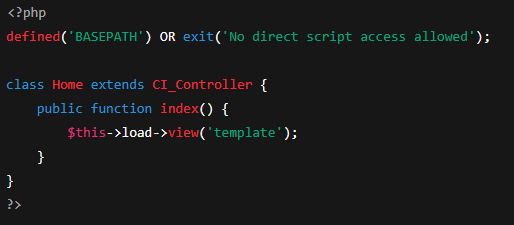 <?php
defined('BASEPATH') OR exit('No direct script access allowed');
class Home extends CI_Controller {
public function index() {
$this->load->view('template');
}
}
?>